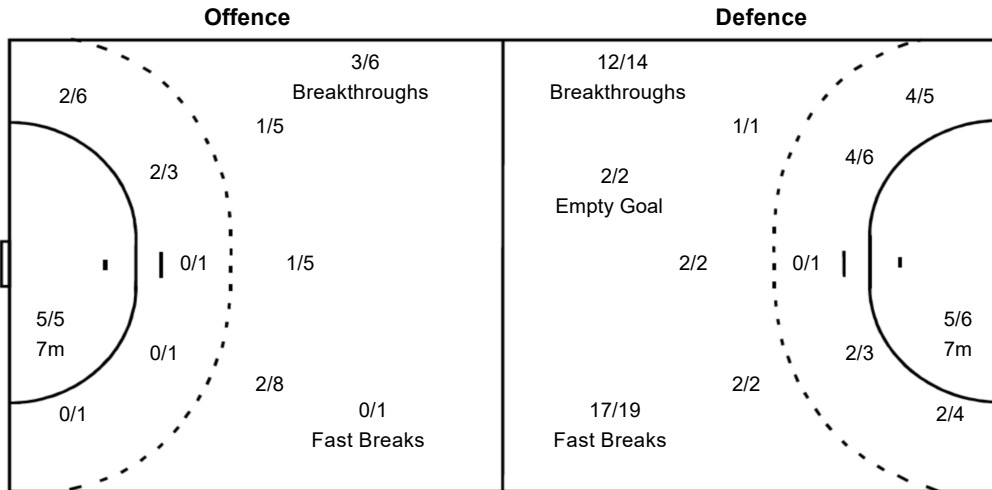 Offence
3/6
Breakthroughs
2/6
1/5
2/3
0/1
1/5
5/5
7m
0/1
2/8
0/1
0/1
Fast Breaks
Defence
12/14
Breakthroughs
4/5
1/1
4/6
2/2
Empty Goal
2/2
0/1
5/6
7m
2/3
2/2
17/19
Fast Breaks
2/4